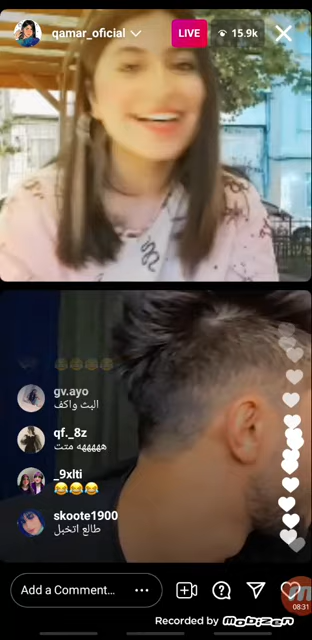 qamar_oficial
LIVE
15.9k
😂😂😂😂
gv.ayo
البث واكف
qf._8z
هههههه متت
_9xlti
😂😂😂
skoote1900
طالع اتخبل
Add a Comment...
08:31
Recorded by Mobizen